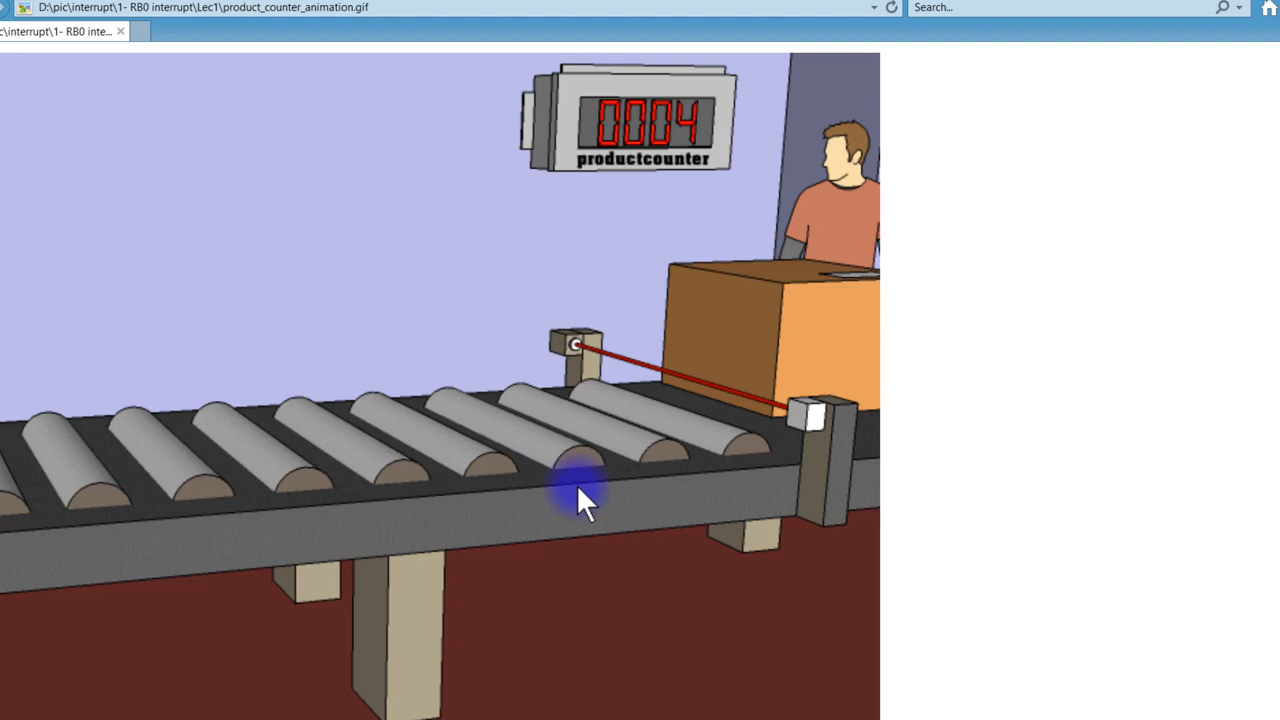 D:\pic\interrupt\1- RB0 interrupt\Lec1\product_counter_animation.gif
Search...
c\interrupt\1- RB0 inte...
0004
productcounter